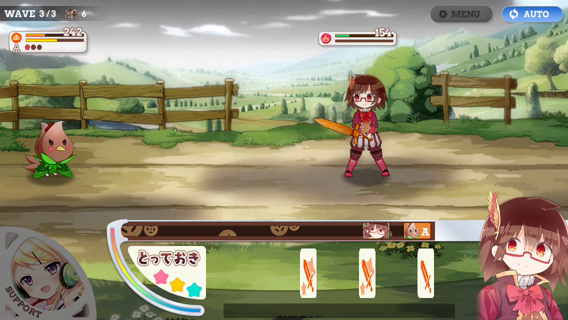 WAVE 3/3 6
MENU
AUTO
242
A
154
A
とっておき
SUPPORT